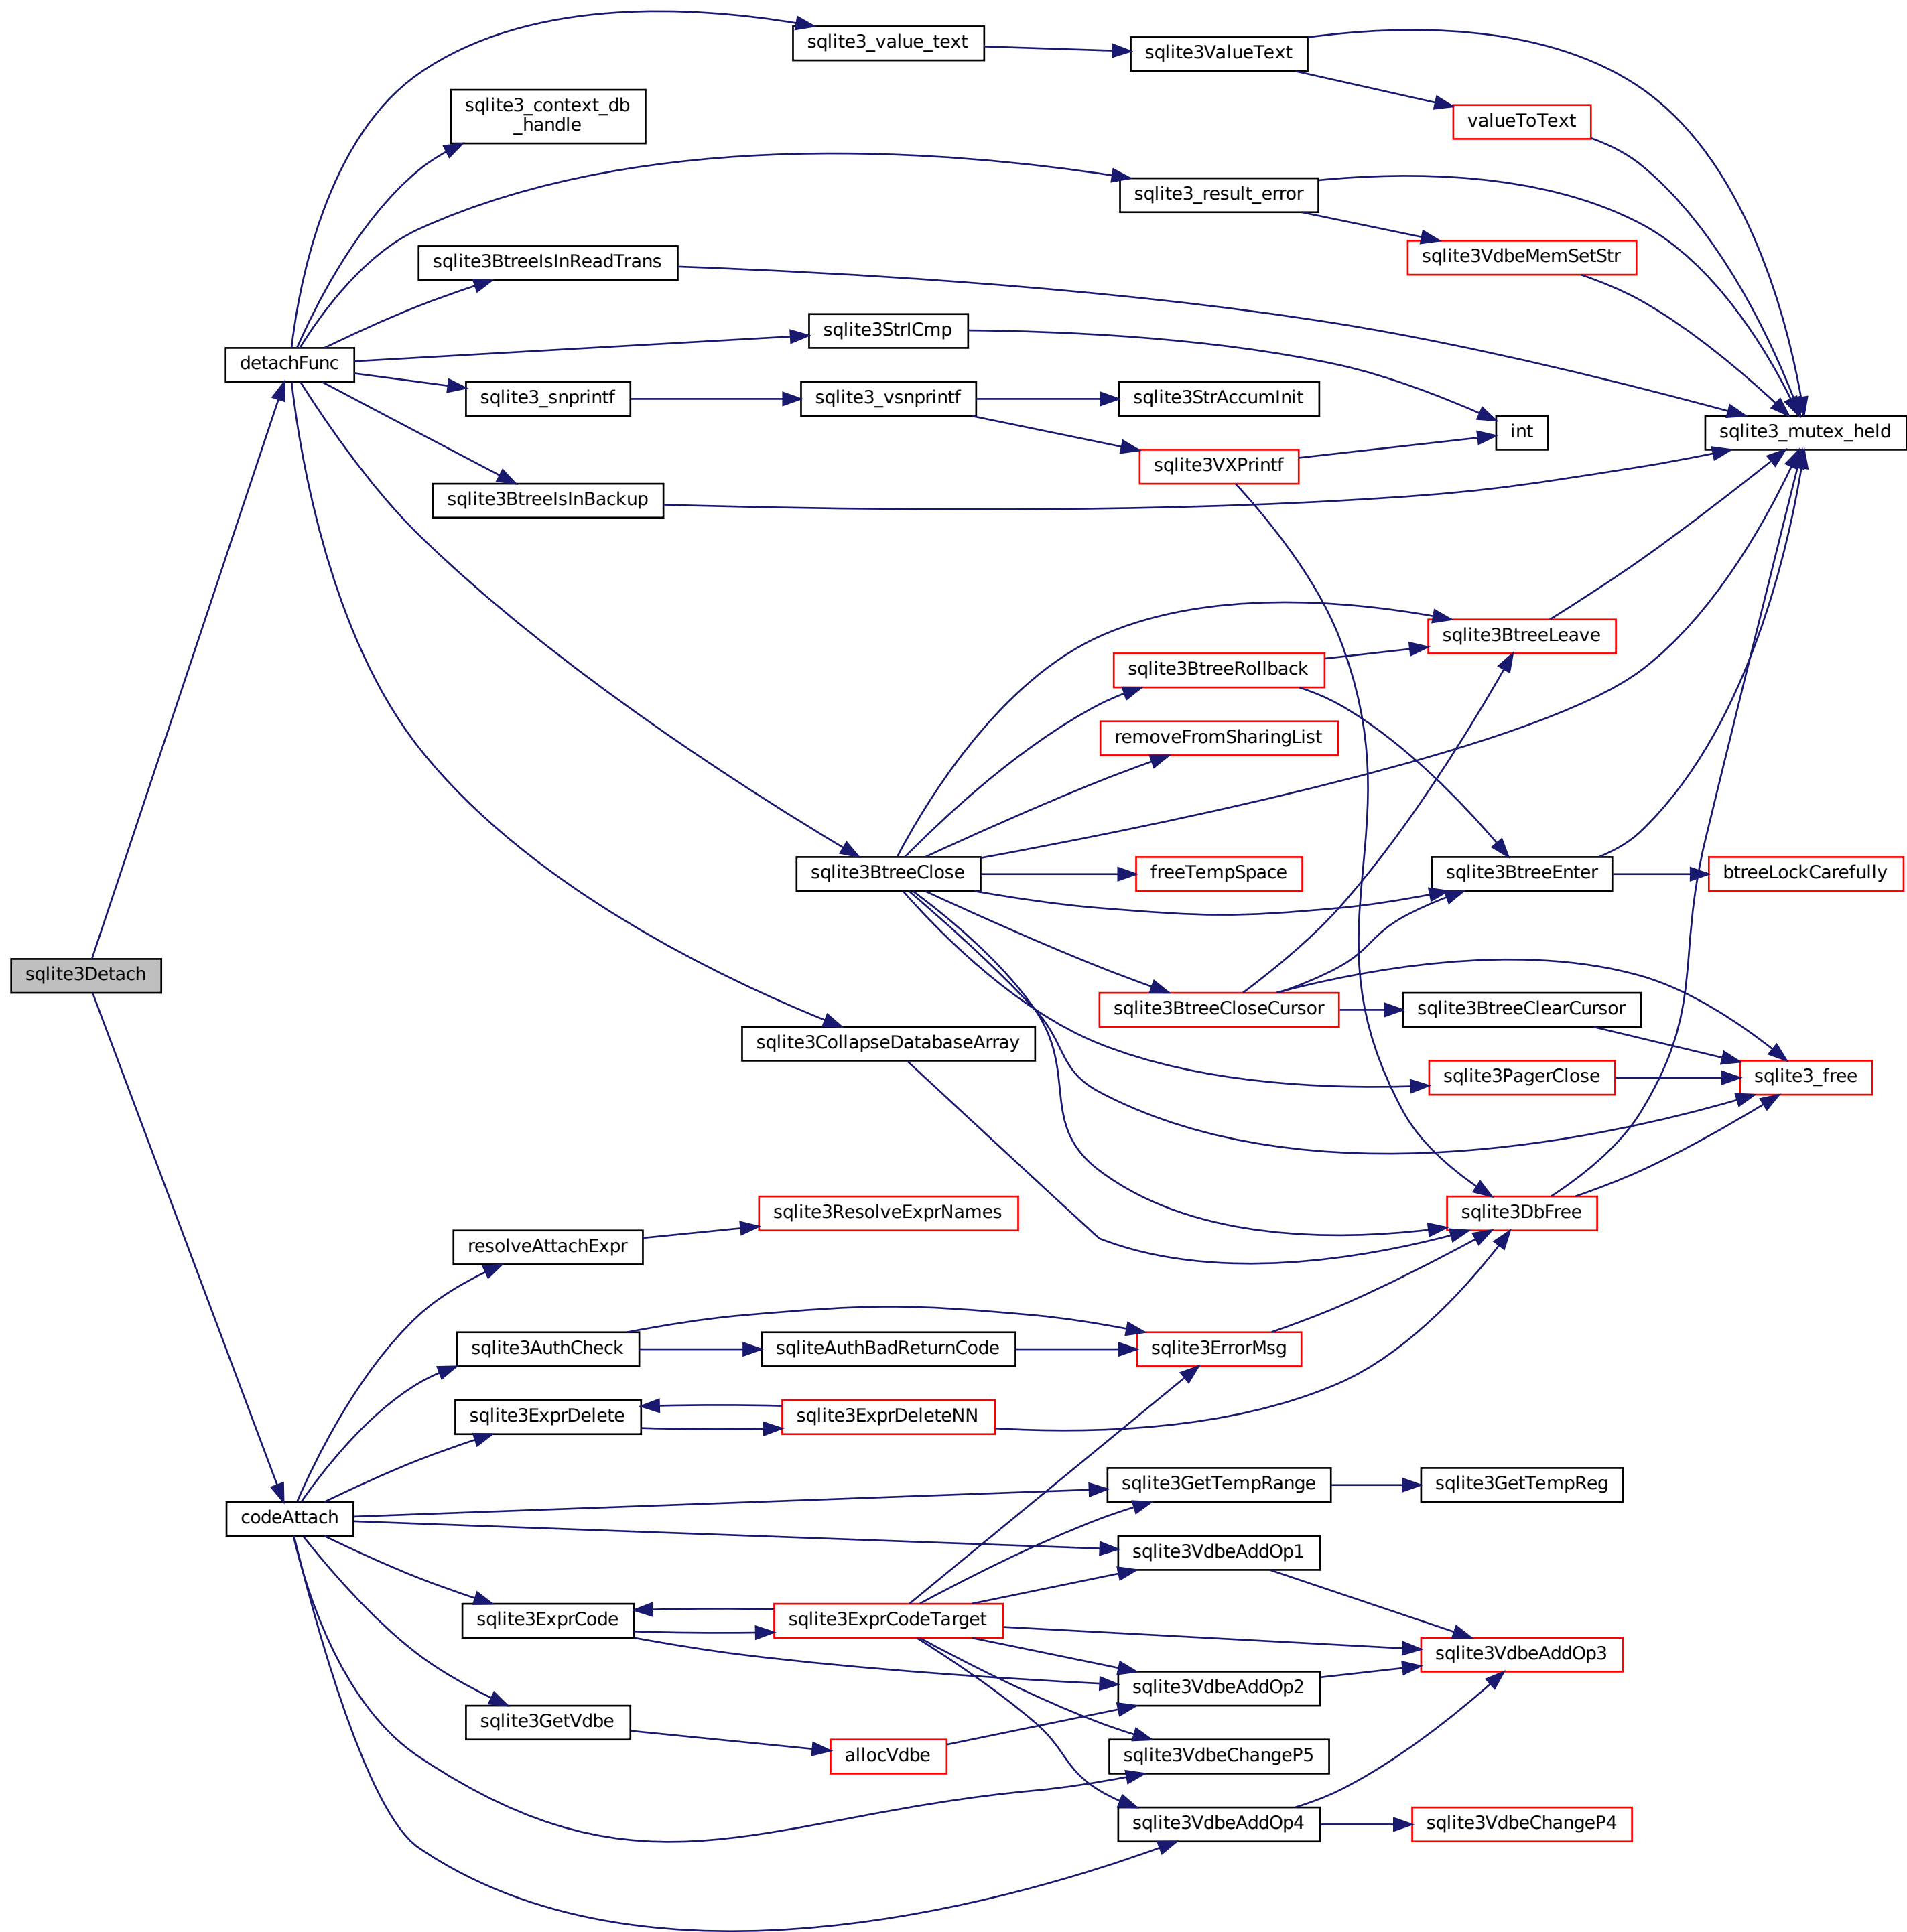 sqlite3_value_text
sqlite3ValueText
sqlite3_context_db
_handle
valueToText
sqlite3_result_error
sqlite3BtreeIsInReadTrans
sqlite3VdbeMemSetStr
sqlite3StrICmp
detachFunc
sqlite3_snprintf
sqlite3_vsnprintf
sqlite3StrAccumInit
int
sqlite3_mutex_held
sqlite3VXPrintf
sqlite3BtreeIsInBackup
sqlite3BtreeLeave
sqlite3BtreeRollback
removeFromSharingList
sqlite3BtreeClose
freeTempSpace
sqlite3BtreeEnter
btreeLockCarefully
sqlite3Detach
sqlite3BtreeCloseCursor
sqlite3BtreeClearCursor
sqlite3CollapseDatabaseArray
sqlite3PagerClose
sqlite3_free
sqlite3ResolveExprNames
sqlite3DbFree
resolveAttachExpr
sqlite3AuthCheck
sqliteAuthBadReturnCode
sqlite3ErrorMsg
sqlite3ExprDelete
sqlite3ExprDeleteNN
sqlite3GetTempRange
sqlite3GetTempReg
codeAttach
sqlite3VdbeAddOp1
sqlite3ExprCode
sqlite3ExprCodeTarget
sqlite3VdbeAddOp3
sqlite3VdbeAddOp2
sqlite3GetVdbe
allocVdbe
sqlite3VdbeChangeP5
sqlite3VdbeAddOp4
sqlite3VdbeChangeP4